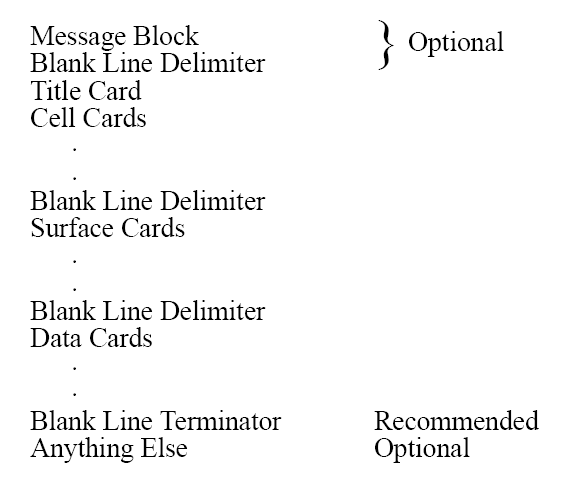 Message Block
Blank Line Delimiter } Optional
Title Card
Cell Cards
.
.
Blank Line Delimiter
Surface Cards
.
.
Blank Line Delimiter
Data Cards
.
.
Blank Line Terminator Recommended
Anything Else Optional